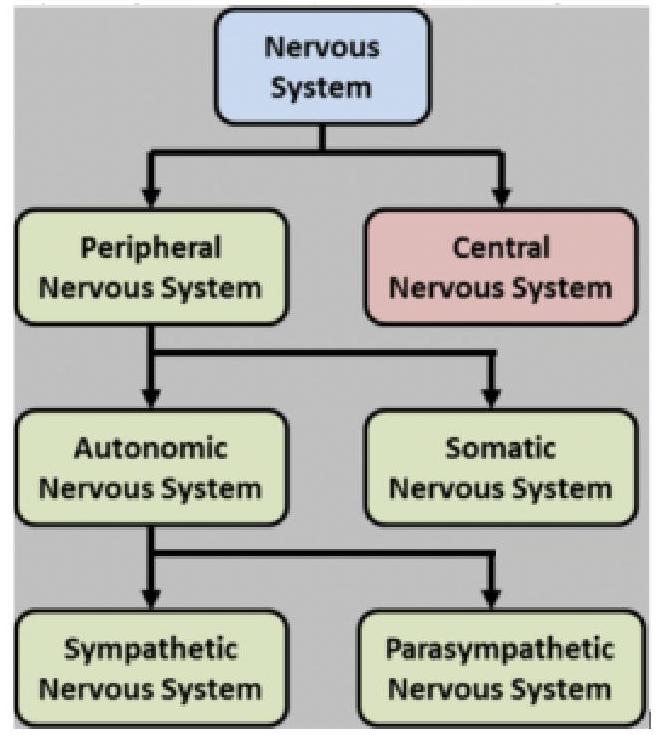 Nervous
System
Peripheral
Nervous System
Central
Nervous System
Autonomic
Nervous System
Somatic
Nervous System
Sympathetic
Nervous System
Parasympathetic
Nervous System